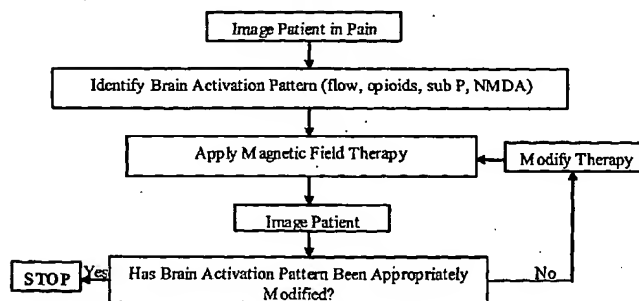 Image Patient in Pain
Identify Brain Activation Pattern (flow, opioids, sub P, NMDA)
Apply Magnetic Field Therapy
Modify Therapy
Image Patient
STOP
Yes
Has Brain Activation Pattern Been Appropriately
Modified?
No